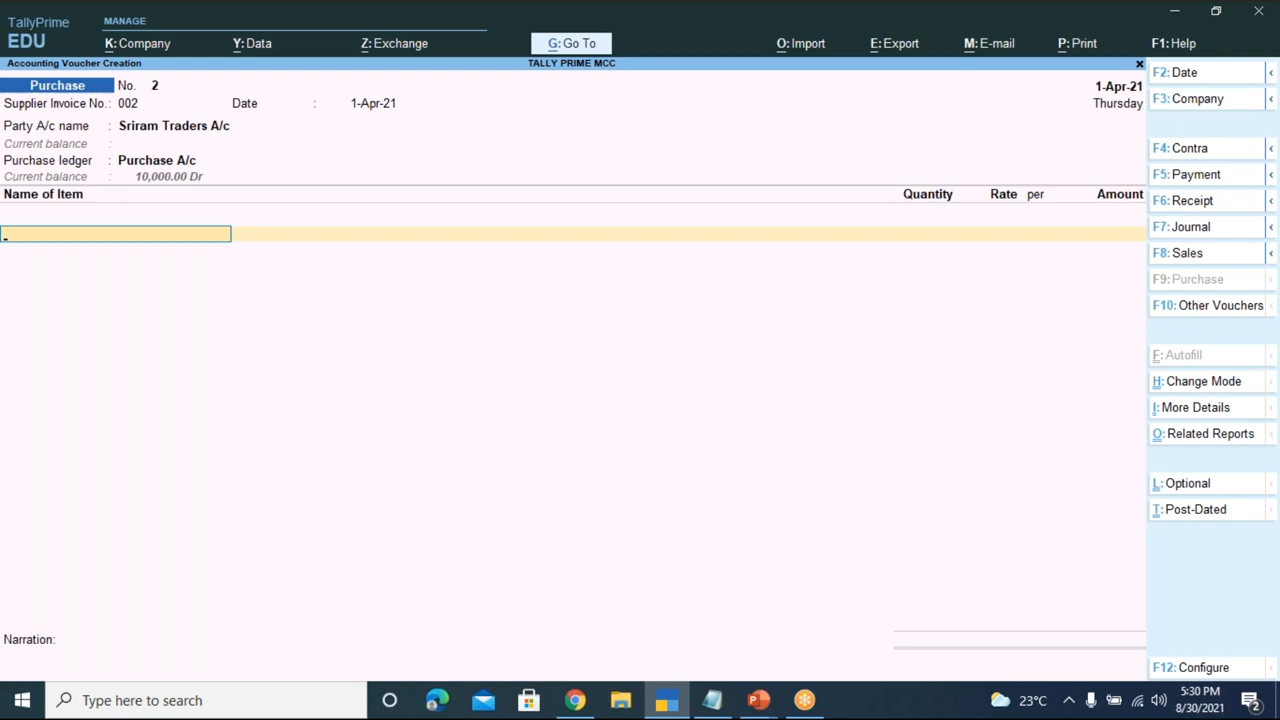 TallyPrime
EDU
MANAGE
K: Company
Y: Data
Z: Exchange
G: Go To
O: Import
E: Export
M: E-mail
P: Print
F1: Help
Accounting Voucher Creation
TALLY PRIME MCC
Purchase No. 2
1-Apr-21
Supplier Invoice No.: 002 Date : 1-Apr-21
Thursday
Party A/c name : Sriram Traders A/c
Current balance :
Purchase ledger : Purchase A/c
Current balance : 10,000.00 Dr
Name of Item Quantity Rate per Amount
Narration:
F2: Date
F3: Company
F4: Contra
F5: Payment
F6: Receipt
F7: Journal
F8: Sales
F9: Purchase
F10: Other Vouchers
F: Autofill
H: Change Mode
I: More Details
O: Related Reports
L: Optional
T: Post-Dated
F12: Configure
Type here to search
23°C
5:30 PM
8/30/2021
2